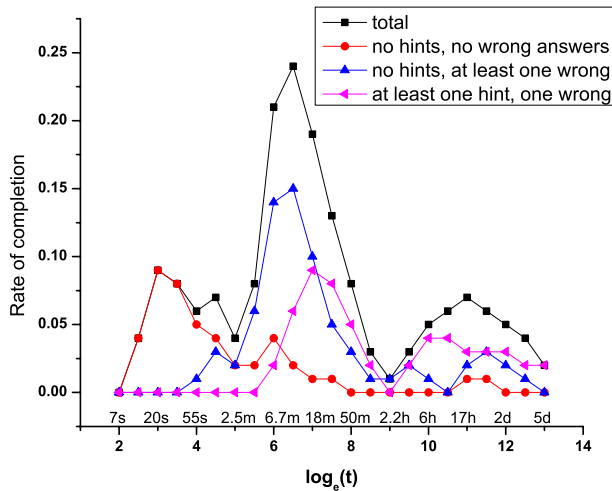 total
no hints, no wrong answers
no hints, at least one wrong
at least one hint, one wrong
0.25
0.20
0.15
0.10
0.05
0.00
Rate of completion
7s 20s 55s 2.5m 6.7m 18m 50m 2.2h 6h 17h 2d 5d
2 4 6 8 10 12 14
log_e(t)